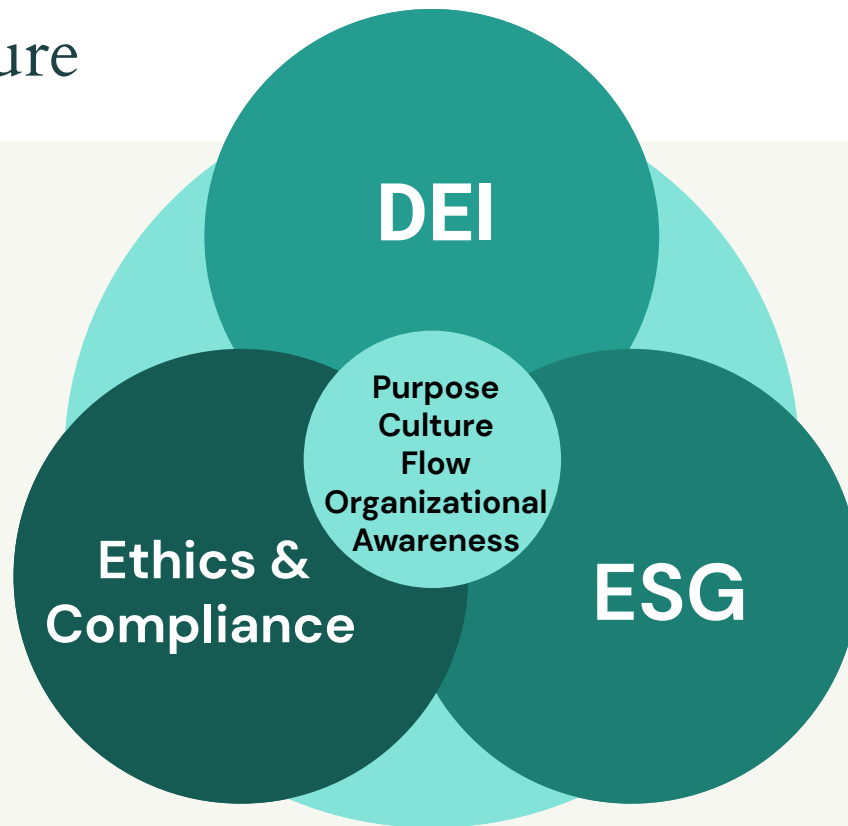 ure
DEI
Purpose
Culture
Flow
Organizational
Awareness
Ethics &
Compliance
ESG